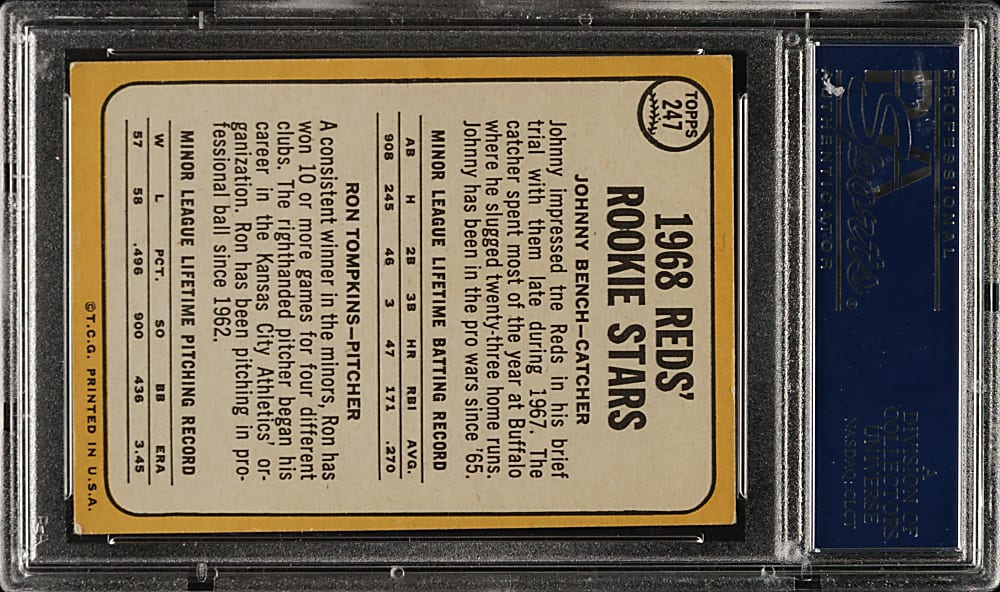 TOPPS
247
1968 REDS'
ROOKIE STARS
JOHNNY BENCH—CATCHER
Johnny impressed the Reds in his brief
trial with them late during 1967. The
catcher spent most of the year at Buffalo
where he slugged twenty-three home runs.
Johnny has been in the pro wars since '65.
MINOR LEAGUE LIFETIME BATTING RECORD
AB H 2B 3B HR RBI AVG.
908 245 46 3 47 171 .270
RON TOMPKINS—PITCHER
A consistent winner in the minors, Ron has
won 10 or more games for four different
clubs. The righthanded pitcher began his
career in the Kansas City Athletics' or-
ganization. Ron has been pitching in pro-
fessional ball since 1962.
MINOR LEAGUE LIFETIME PITCHING RECORD
W L PCT. SO BB ERA
57 58 .496 900 436 3.45
©T.C.G. PRINTED IN U.S.A.
PROFESSIONAL
PSA
Sports®
AUTHENTICATOR
A
DIVISION OF
COLLECTORS
UNIVERSE
NASDAQ: CLCT